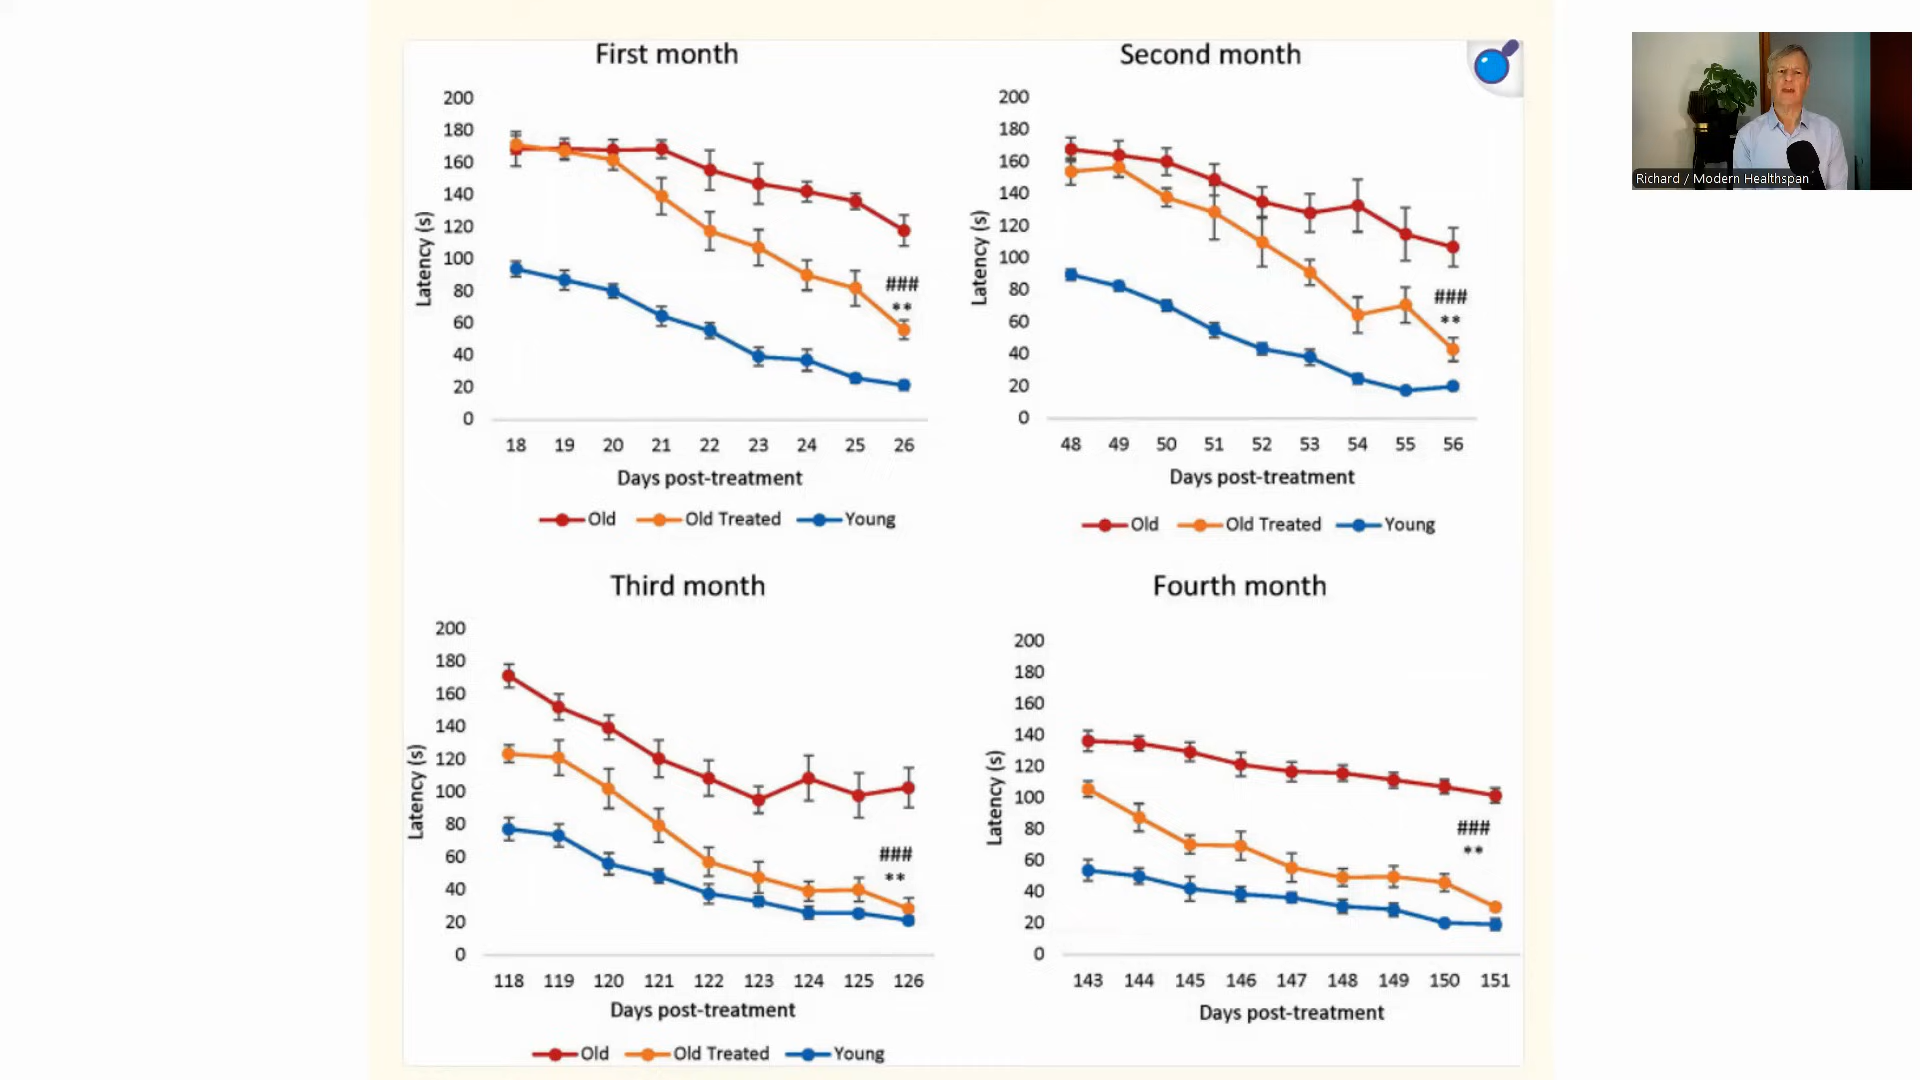 First month
200
180
160
140
120
100
80
60
40
20
0
Latency (s)
###
**
18 19 20 21 22 23 24 25 26
Days post-treatment
Old Old Treated Young
Second month
200
180
160
140
120
100
80
60
40
20
0
Latency (s)
###
**
48 49 50 51 52 53 54 55 56
Days post-treatment
Old Old Treated Young
Richard / Modern Healthspan
Third month
200
180
160
140
120
100
80
60
40
20
0
Latency (s)
###
**
118 119 120 121 122 123 124 125 126
Days post-treatment
Old Old Treated Young
Fourth month
200
180
160
140
120
100
80
60
40
20
0
Latency (s)
###
**
143 144 145 146 147 148 149 150 151
Days post-treatment